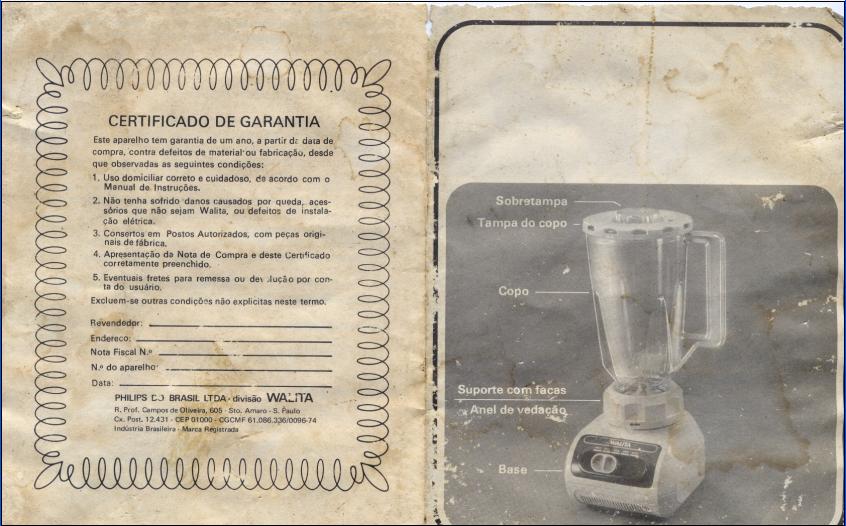 CERTIFICADO DE GARANTIA
Este aparelho tem garantia de um ano, a partir da data de
compra, contra defeitos de material ou fabricação, desde
que observadas as seguintes condições:
1. Uso domiciliar correto e cuidadoso, de acordo com o
Manual de Instruções.
2. Não tenha sofrido danos causados por queda, aces-
sórios que não sejam Walita, ou defeitos de instala-
ção elétrica.
3. Consertos em Postos Autorizados, com peças origi-
nais de fábrica.
4. Apresentação da Nota de Compra e deste Certificado
corretamente preenchido.
5. Eventuais fretes para remessa ou devolução por con-
ta do usuário.
Excluem-se outras condições não explicitas neste termo.
Revendedor:
Endereço:
Nota Fiscal N.º
N.º do aparelho:
Data:
PHILIPS DO BRASIL LTDA - divisão WALITA
R. Prof. Campos de Oliveira, 605 - Sto. Amaro - S. Paulo
Cx. Post. 12.431 - CEP 01000 - CGCMF 61.086.336/0096-74
Indústria Brasileira - Marca Registrada
Sobretampa
Tampa do copo
Copo
Suporte com facas
Anel de vedação
WALITA
Base